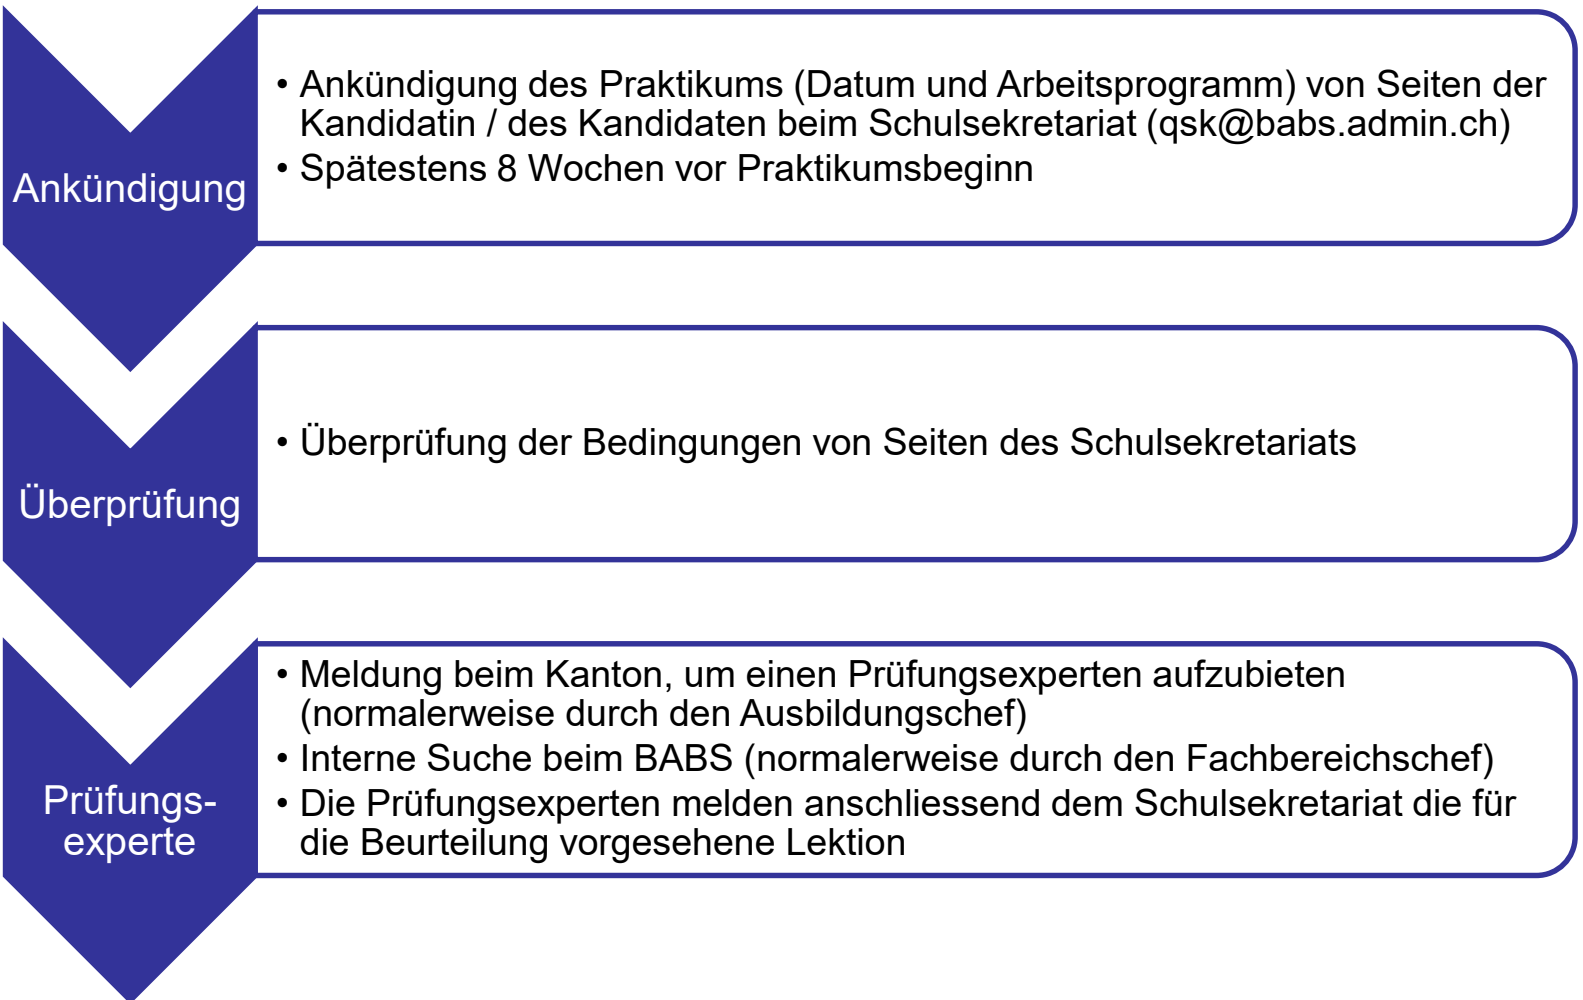 Ankündigung
• Ankündigung des Praktikums (Datum und Arbeitsprogramm) von Seiten der
Kandidatin / des Kandidaten beim Schulsekretariat (qsk@babs.admin.ch)
• Spätestens 8 Wochen vor Praktikumsbeginn
Überprüfung
• Überprüfung der Bedingungen von Seiten des Schulsekretariats
Prüfungs-
experte
• Meldung beim Kanton, um einen Prüfungsexperten aufzubieten
(normalerweise durch den Ausbildungschef)
• Interne Suche beim BABS (normalerweise durch den Fachbereichschef)
• Die Prüfungsexperten melden anschliessend dem Schulsekretariat die für
die Beurteilung vorgesehene Lektion